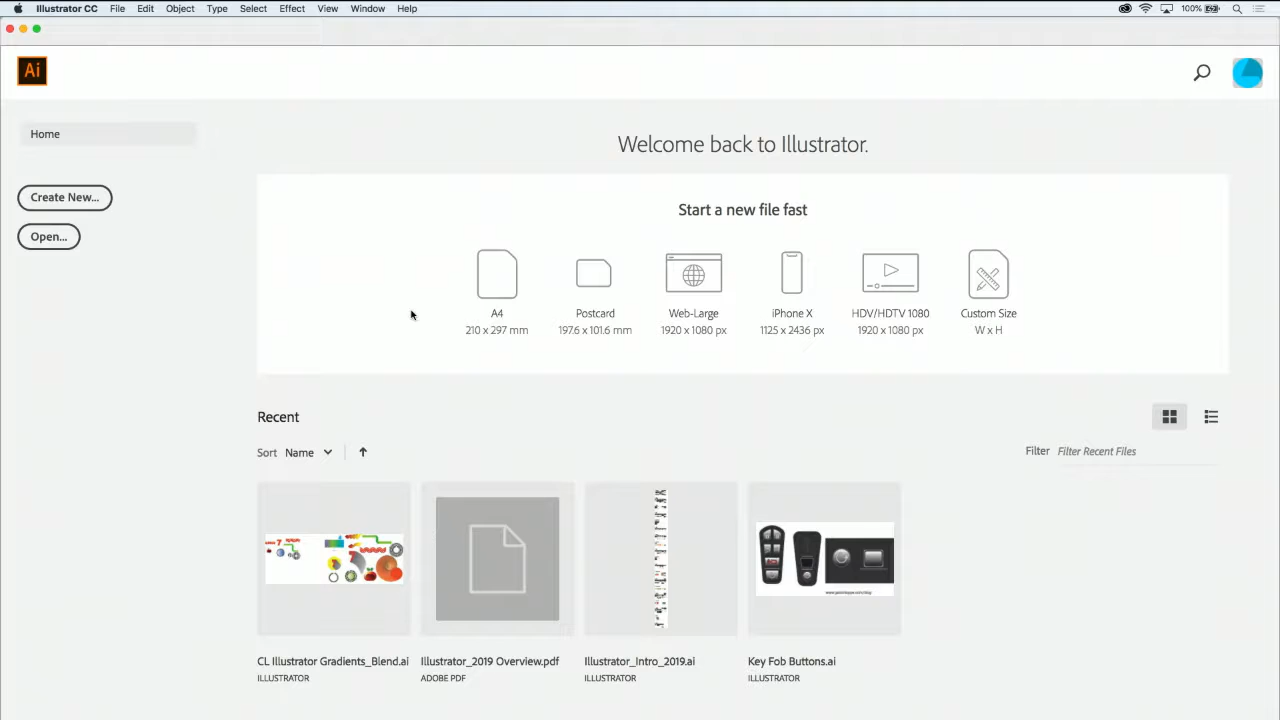 Illustrator CC File Edit Object Type Select Effect View Window Help 100%
Ai
Home
Welcome back to Illustrator.
Create New...
Start a new file fast
Open...
A4 Postcard Web-Large iPhone X HDV/HDTV 1080 Custom Size
210 x 297 mm 197.6 x 101.6 mm 1920 x 1080 px 1125 x 2436 px 1920 x 1080 px W x H
Recent
Sort Name Filter Filter Recent Files
CL Illustrator Gradients_Blend.ai Illustrator_2019 Overview.pdf Illustrator_Intro_2019.ai Key Fob Buttons.ai
ILLUSTRATOR ADOBE PDF ILLUSTRATOR ILLUSTRATOR